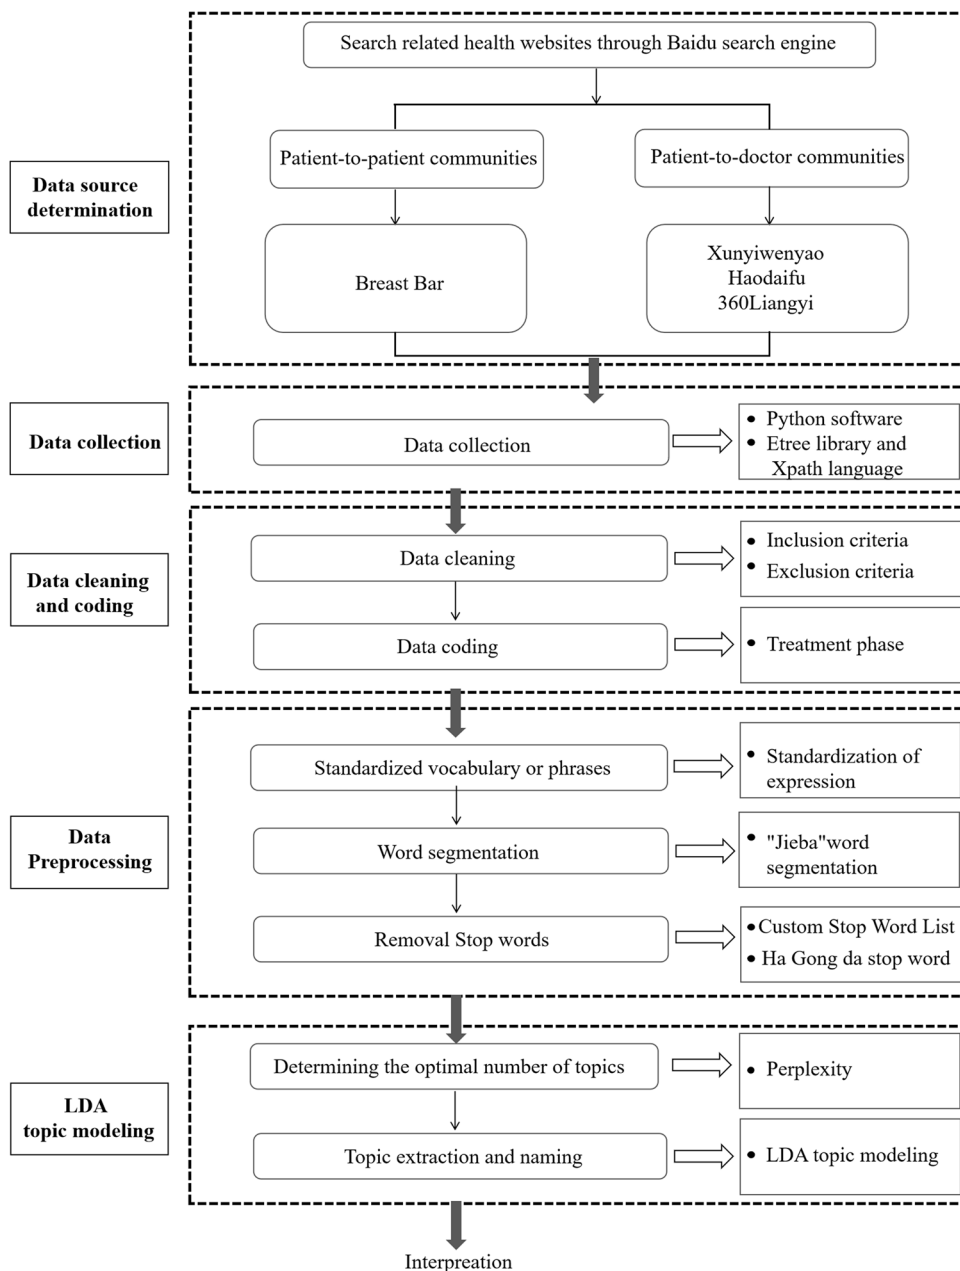 Search related health websites through Baidu search engine
Patient-to-patient communities
Patient-to-doctor communities
Data source
determination
Breast Bar
Xunyiwenyao
Haodaifu
360Liangyi
Data collection
Data collection
• Python software
• Etree library and
Xpath language
Data cleaning
and coding
Data cleaning
• Inclusion criteria
• Exclusion criteria
Data coding
• Treatment phase
Data
Preprocessing
Standardized vocabulary or phrases
• Standardization of
expression
Word segmentation
• "Jieba"word
segmentation
Removal Stop words
• Custom Stop Word List
• Ha Gong da stop word
LDA
topic modeling
Determining the optimal number of topics
• Perplexity
Topic extraction and naming
• LDA topic modeling
Interpreation